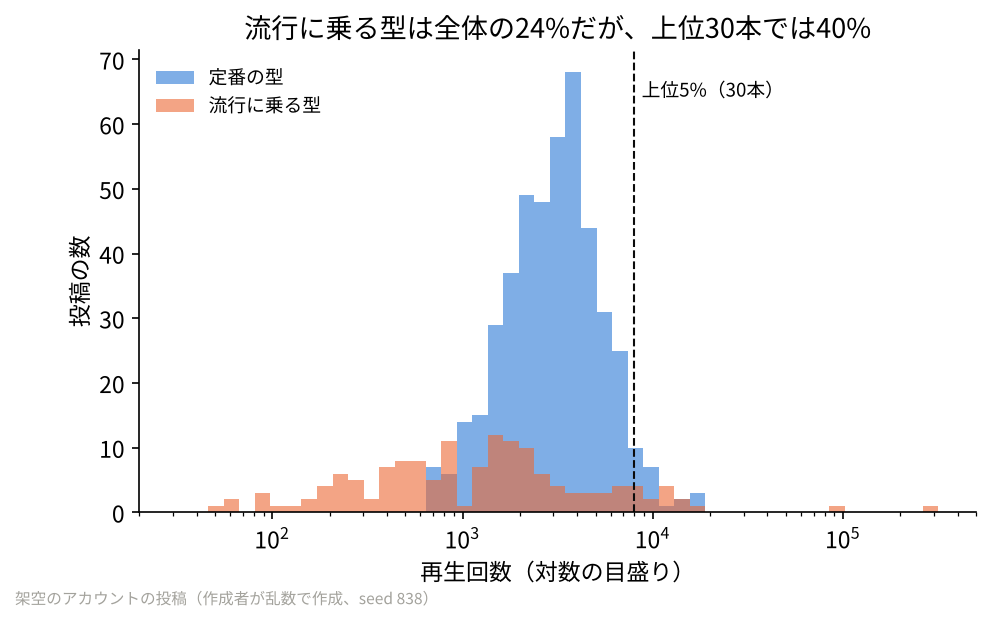 流行に乗る型は全体の24%だが、上位30本では40%
定番の型
流行に乗る型
上位5%（30本）
投稿の数
70
60
50
40
30
20
10
0
10²
10³
10⁴
10⁵
再生回数（対数の目盛り）
架空のアカウントの投稿（作成者が乱数で作成、seed 838）